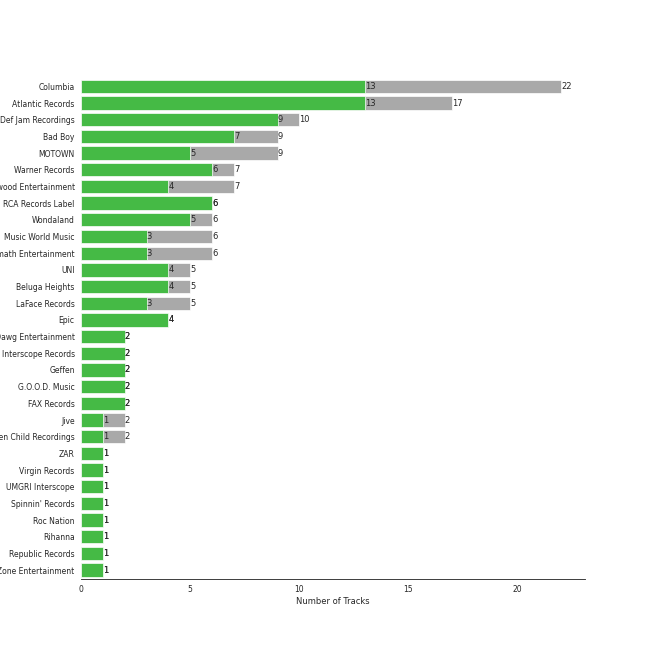 Columbia 13 22
Atlantic Records 13 17
Def Jam Recordings 9 10
Bad Boy 7 9
MOTOWN 5 9
Warner Records 6 7
wood Entertainment 4 7
RCA Records Label 6
Wondaland 5 6
Music World Music 3 6
math Entertainment 3 6
UNI 4 5
Beluga Heights 4 5
LaFace Records 3 5
Epic 4
Dawg Entertainment 2
Interscope Records 2
Geffen 2
G.O.O.D. Music 2
FAX Records 2
Jive 1 2
en Child Recordings 1 2
ZAR 1
Virgin Records 1
UMGRI Interscope 1
Spinnin' Records 1
Roc Nation 1
Rihanna 1
Republic Records 1
Zone Entertainment 1
0 5 10 15 20
Number of Tracks